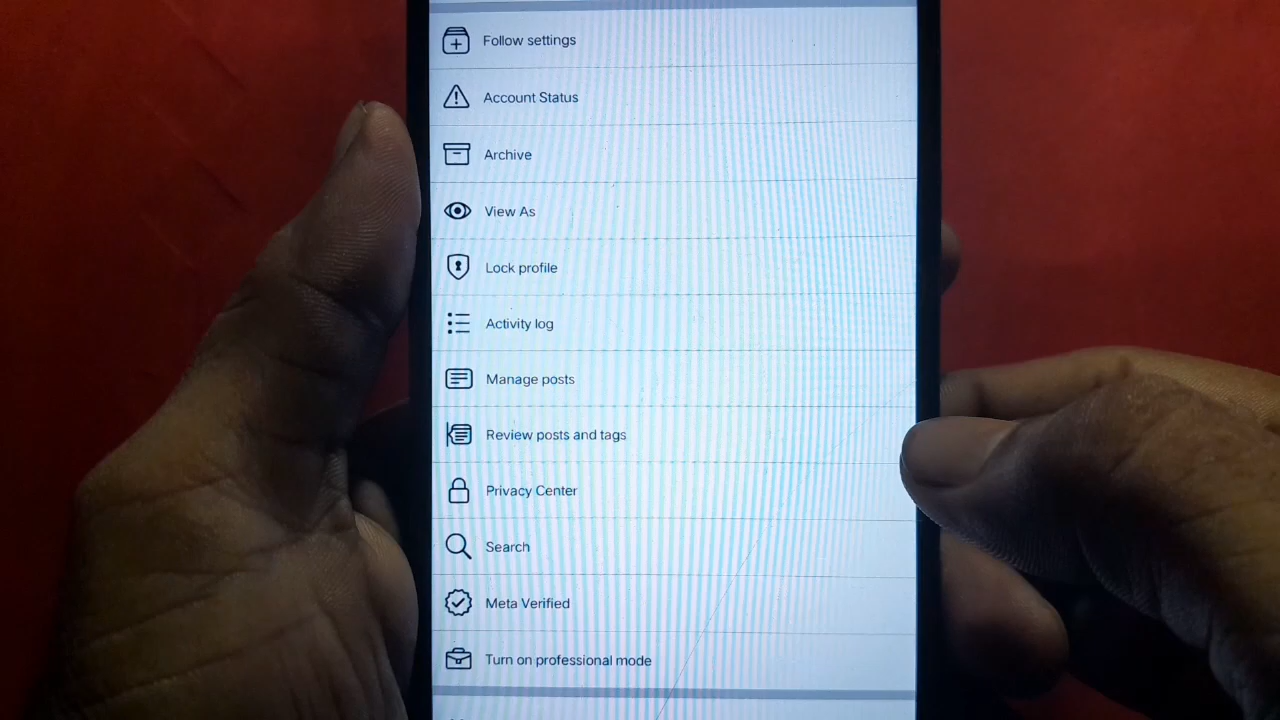 Follow settings
Account Status
Archive
View As
Lock profile
Activity log
Manage posts
Review posts and tags
Privacy Center
Search
Meta Verified
Turn on professional mode